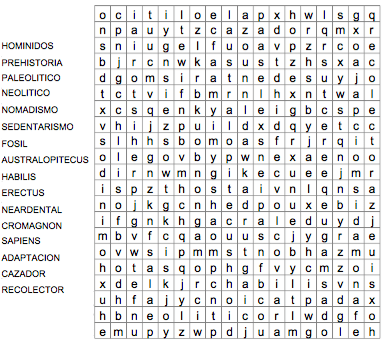 HOMINIDOS
PREHISTORIA
PALEOLITICO
NEOLITICO
NOMADISMO
SEDENTARISMO
FOSIL
AUSTRALOPITECUS
HABILIS
ERECTUS
NEARDENTAL
CROMAGNON
SAPIENS
ADAPTACION
CAZADOR
RECOLECTOR
o c i t i l o e l a p x h w l s g q
n p a u y t z c a z a d o r q m x r
s n i u g e l f u o a v p z r c o e
b j r c n w k a s u s t z h s x a c
d g o m s i r a t n e d e s u y j o
t c t v i f b m r n l h x n t w a l
x c s q e n k y a l e i g b c s p e
v h i j z p u i l d x d q y e t c c
s l h h s b o m o a s f r j r q i t
o l e g o v b y p w n e x a e n o o
d i r n w m n g i k e c u e e j m r
i s p z t h o s t a i v n l q n s a
n o j k g c n h e d p o u x e b i z
i f g n k h g a c r a l e d u y d j
m b v f c q a o u u s c j y g r a e
o v w s i p m m s t n o b h a z m u
h o t a s q o p h g f v y c m z o i
x d e l k j r c h a b i l i s v n s
u h f a j y c n o i c a t p a d a x
h b n e o l i t i c o r l w d g f o
e m u p y z w p d j u a m g o l e h